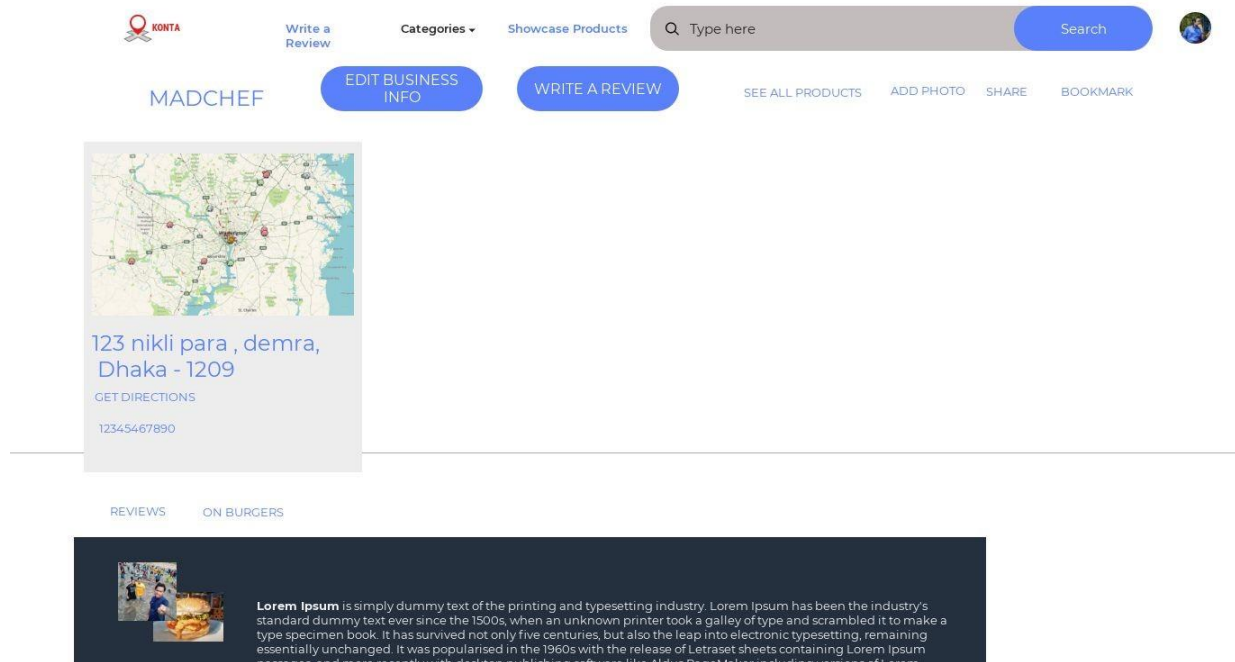 KONTA
Write a
Review
Categories
Showcase Products
Type here
Search
MADCHEF
EDIT BUSINESS
INFO
WRITE A REVIEW
SEE ALL PRODUCTS
ADD PHOTO
SHARE
BOOKMARK
123 nikli para , demra,
Dhaka - 1209
GET DIRECTIONS
12345467890
REVIEWS
ON BURGERS
Lorem Ipsum is simply dummy text of the printing and typesetting industry. Lorem Ipsum has been the industry's
standard dummy text ever since the 1500s, when an unknown printer took a galley of type and scrambled it to make a
type specimen book. It has survived not only five centuries, but also the leap into electronic typesetting, remaining
essentially unchanged. It was popularised in the 1960s with the release of Letraset sheets containing Lorem Ipsum